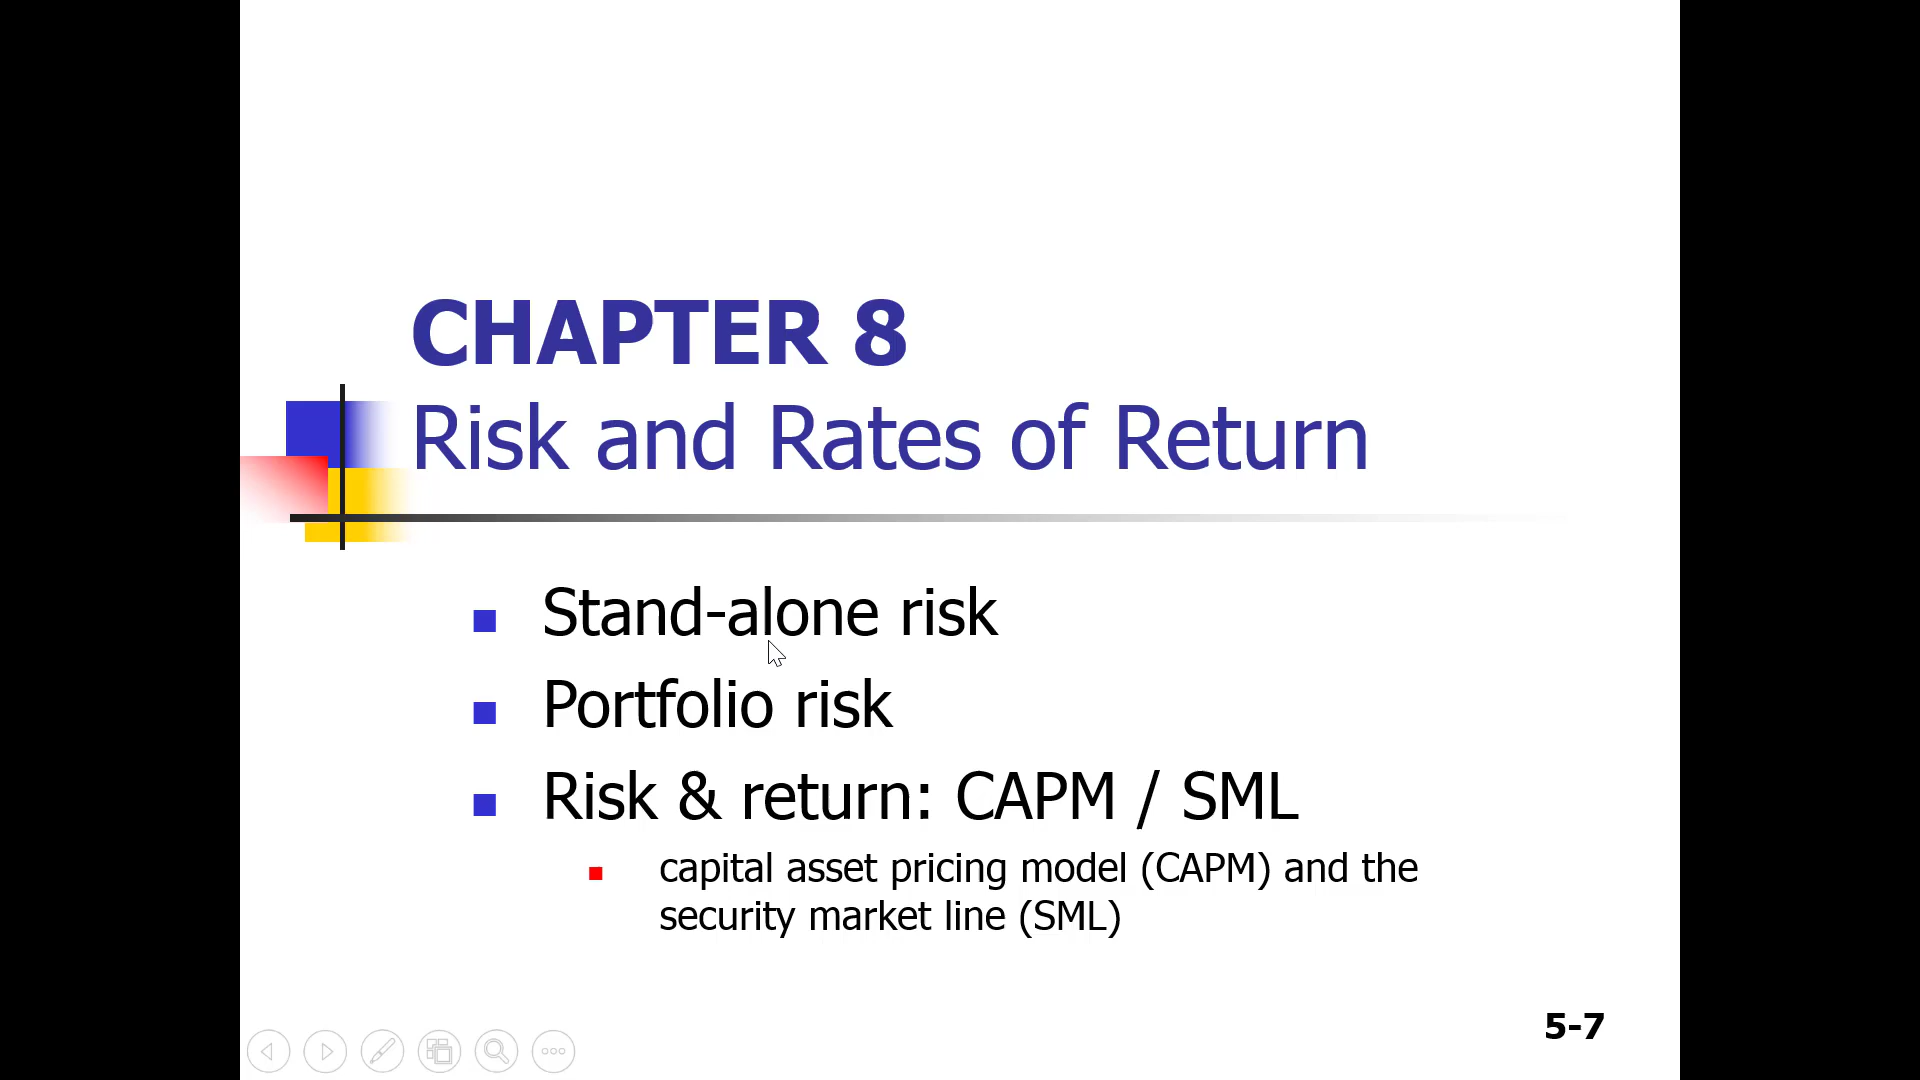 CHAPTER 8
Risk and Rates of Return
Stand-alone risk
Portfolio risk
Risk & return: CAPM / SML
capital asset pricing model (CAPM) and the
security market line (SML)
5-7